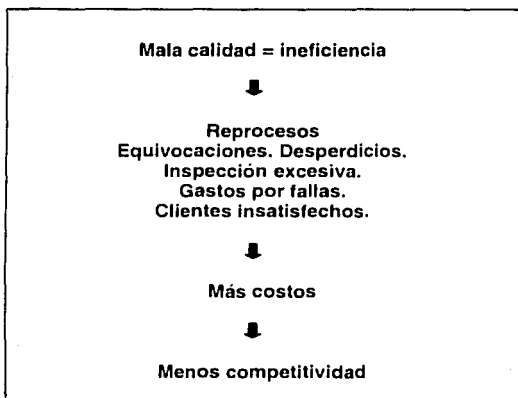 Mala calidad = ineficiencia
Reprocesos
Equivocaciones. Desperdicios.
Inspección excesiva.
Gastos por fallas.
Clientes insatisfechos.
Más costos
Menos competitividad